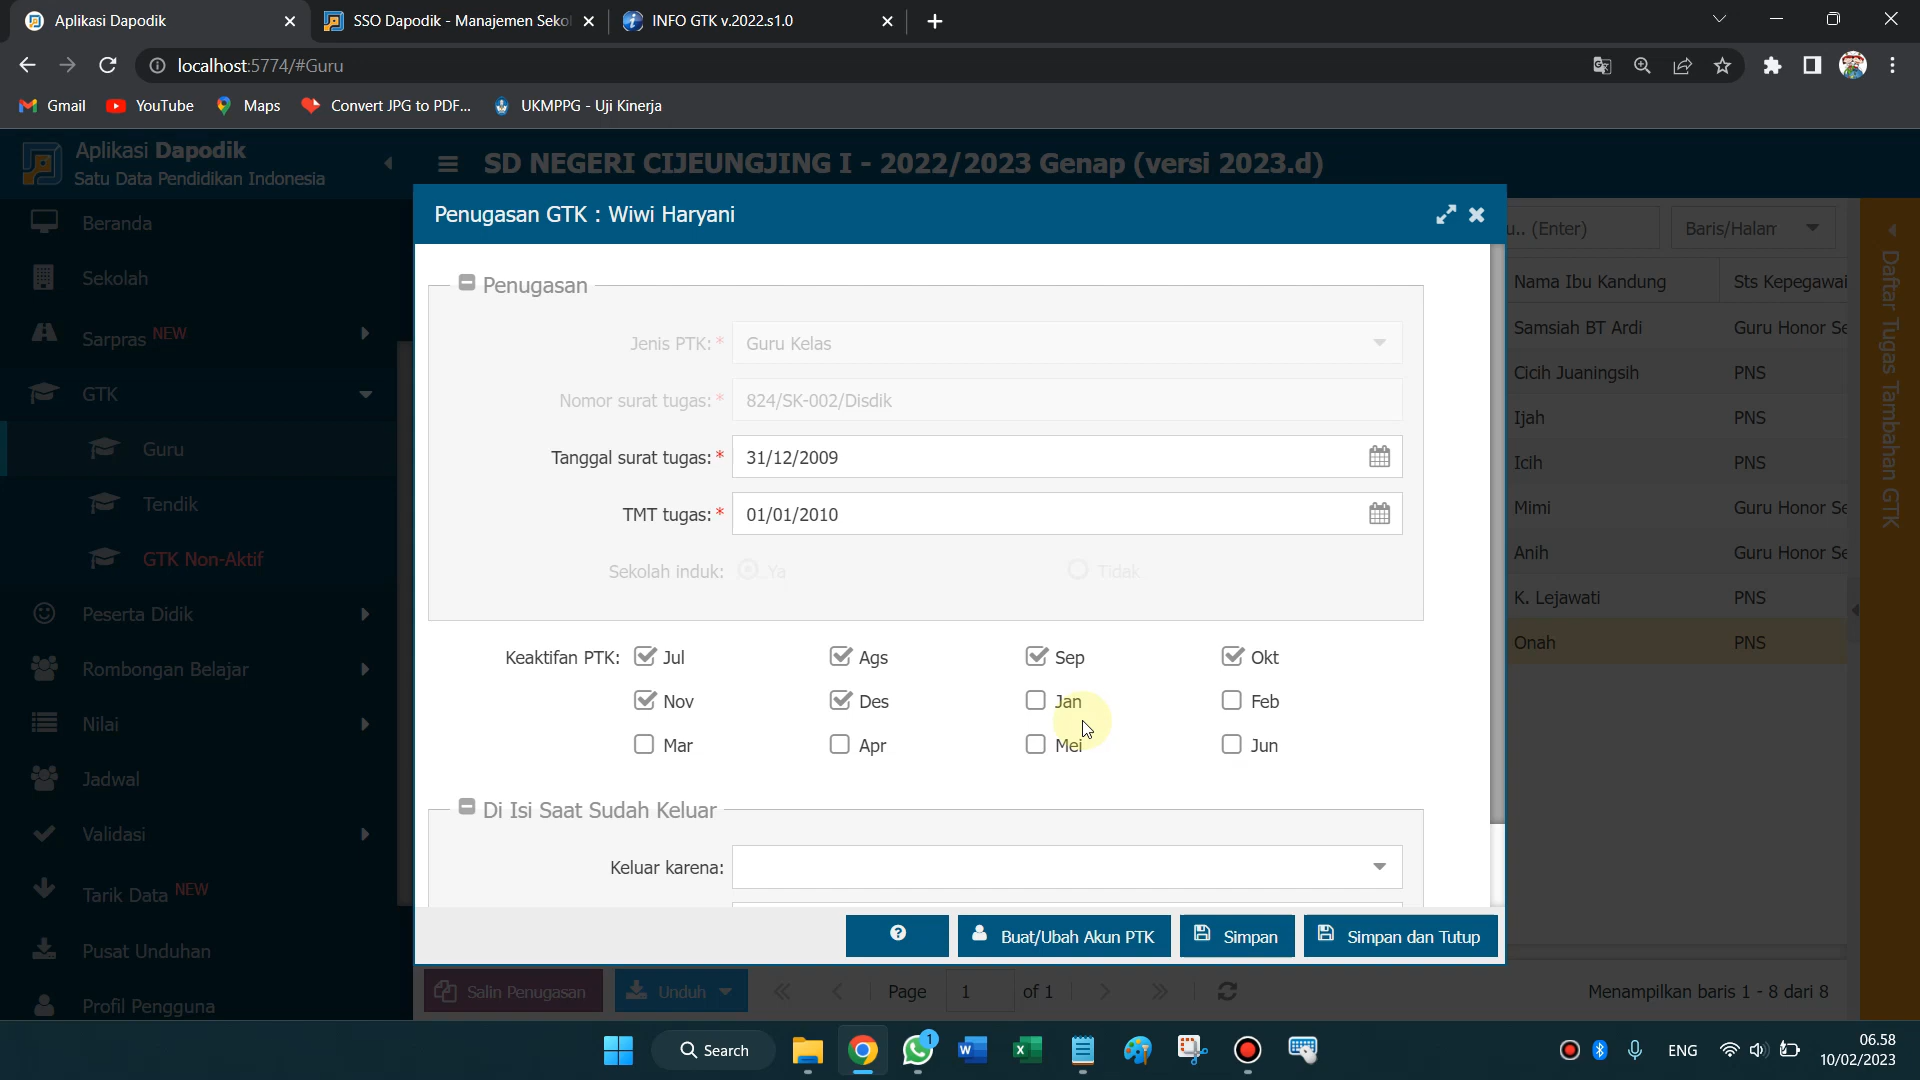 Aplikasi Dapodik
SSO Dapodik - Manajemen Sekol
INFO GTK v.2022.s1.0
localhost:5774/#Guru
Gmail
YouTube
Maps
Convert JPG to PDF...
UKMPPG - Uji Kinerja
Aplikasi Dapodik
Satu Data Pendidikan Indonesia
SD NEGERI CIJEUNGJING I - 2022/2023 Genap (versi 2023.d)
Beranda
Sekolah
Sarpras NEW
GTK
Guru
Tendik
GTK Non-Aktif
Peserta Didik
Rombongan Belajar
Nilai
Jadwal
Validasi
Tarik Data NEW
Pusat Unduhan
Profil Pengguna
Penugasan GTK : Wiwi Haryani
Penugasan
Jenis PTK:* Guru Kelas
Nomor surat tugas:* 824/SK-002/Disdik
Tanggal surat tugas:* 31/12/2009
TMT tugas:* 01/01/2010
Sekolah induk: Ya Tidak
Keaktifan PTK: Jul Ags Sep Okt
Nov Des Jan Feb
Mar Apr Mei Jun
Di Isi Saat Sudah Keluar
Keluar karena:
?
Buat/Ubah Akun PTK
Simpan
Simpan dan Tutup
u.. (Enter)
Baris/Halam
Nama Ibu Kandung Sts Kepegawai
Samsiah BT Ardi Guru Honor Se
Cicih Juaningsih PNS
Ijah PNS
Icih PNS
Mimi Guru Honor Se
Anih Guru Honor Se
K. Lejawati PNS
Onah PNS
Daftar Tugas Tambahan GTK
Salin Penugasan
Unduh
Page 1 of 1
Menampilkan baris 1 - 8 dari 8
Search
1
ENG
06.58
10/02/2023